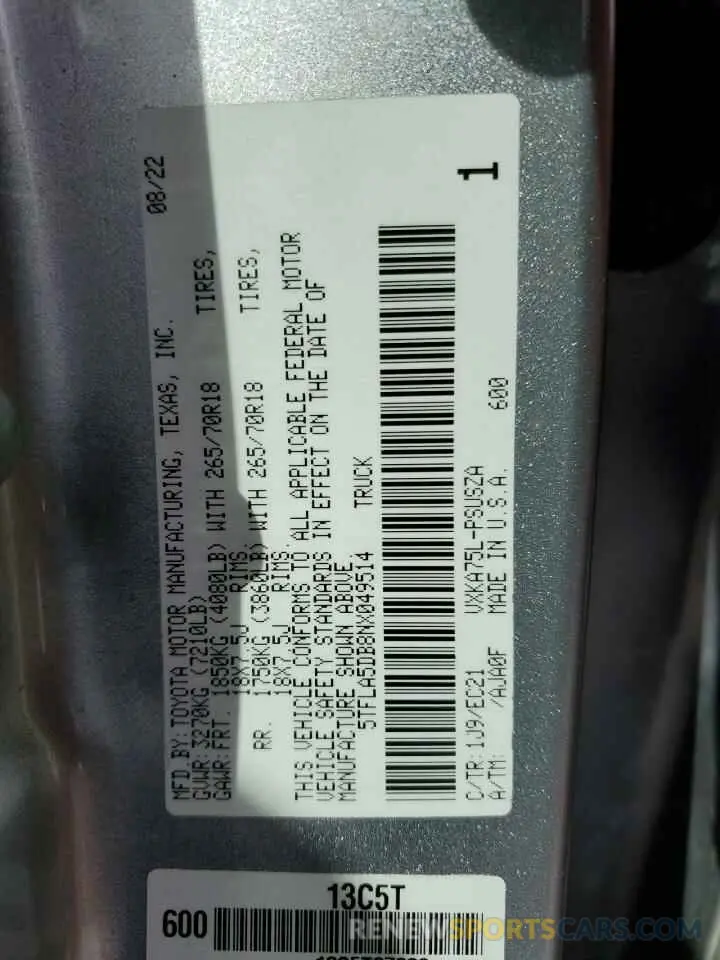 MFD BY: TOYOTA MOTOR MANUFACTURING, TEXAS, INC. 08/22
GVWR: 3270KG (7210LB)
GAWR: FRT. 1850KG (4080LB) WITH 265/70R18 TIRES,
18X7.5J RIMS,
RR. 1750KG (3860LB) WITH 265/70R18 TIRES,
18X7.5J RIMS.
THIS VEHICLE CONFORMS TO ALL APPLICABLE FEDERAL MOTOR
VEHICLE SAFETY STANDARDS IN EFFECT ON THE DATE OF
MANUFACTURE SHOWN ABOVE.
5TFLA5DB8NX049514 TRUCK
1
C/TR: 1J9/EC21 VXKA75L-PSUSZA
A/TM: /AJA0F MADE IN U.S.A. 600
13C5T
600
RENEWSPORTSCARS.COM